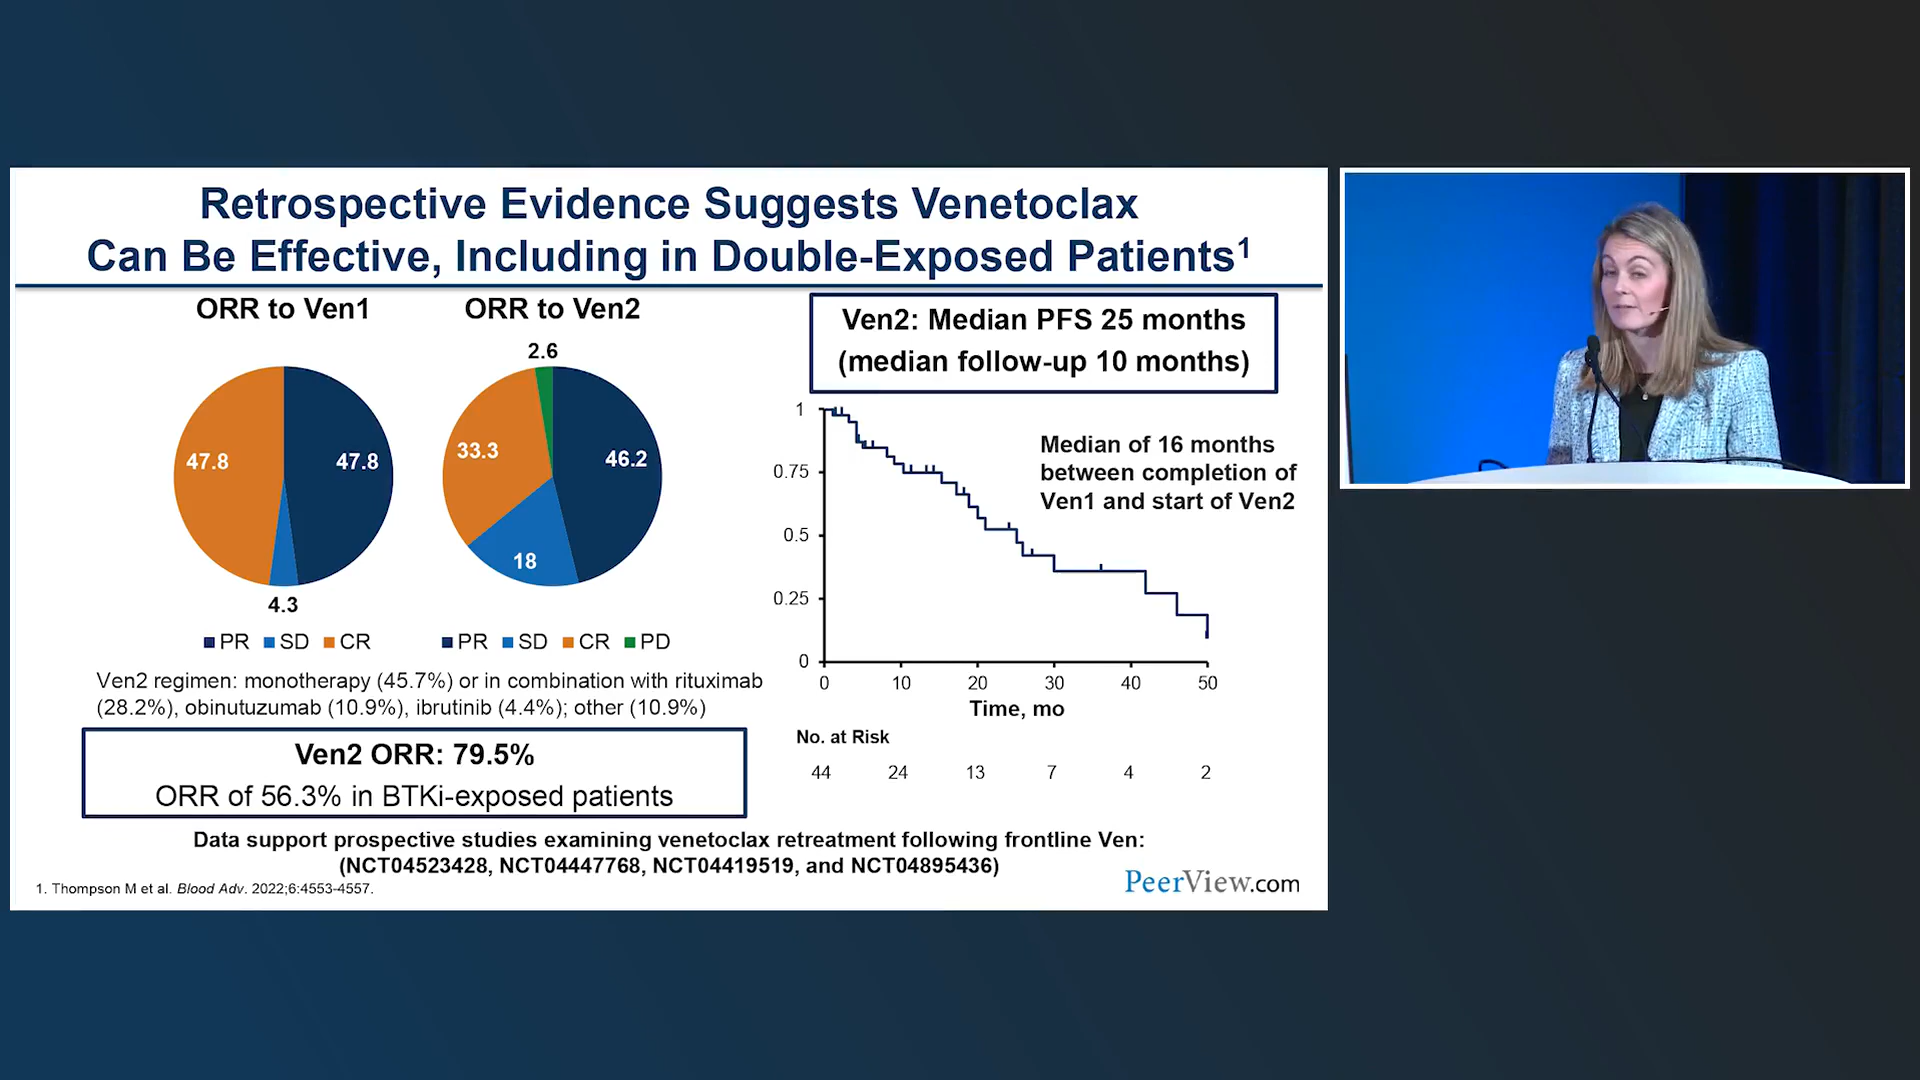 Retrospective Evidence Suggests Venetoclax
Can Be Effective, Including in Double-Exposed Patients1
ORR to Ven1
47.8
47.8
4.3
PR SD CR
ORR to Ven2
2.6
33.3
46.2
18
PR SD CR PD
Ven2 regimen: monotherapy (45.7%) or in combination with rituximab
(28.2%), obinutuzumab (10.9%), ibrutinib (4.4%); other (10.9%)
Ven2 ORR: 79.5%
ORR of 56.3% in BTKi-exposed patients
Ven2: Median PFS 25 months
(median follow-up 10 months)
Median of 16 months
between completion of
Ven1 and start of Ven2
1
0.75
0.5
0.25
0
0 10 20 30 40 50
Time, mo
No. at Risk
44 24 13 7 4 2
Data support prospective studies examining venetoclax retreatment following frontline Ven:
(NCT04523428, NCT04447768, NCT04419519, and NCT04895436)
1. Thompson M et al. Blood Adv. 2022;6:4553-4557.
PeerView.com